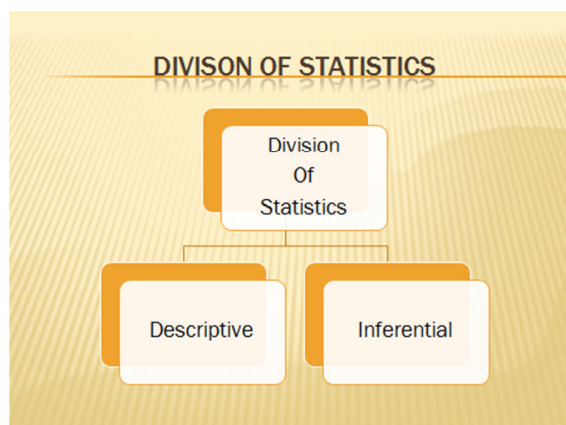 DIVISON OF STATISTICS
Division
Of
Statistics
Descriptive
Inferential